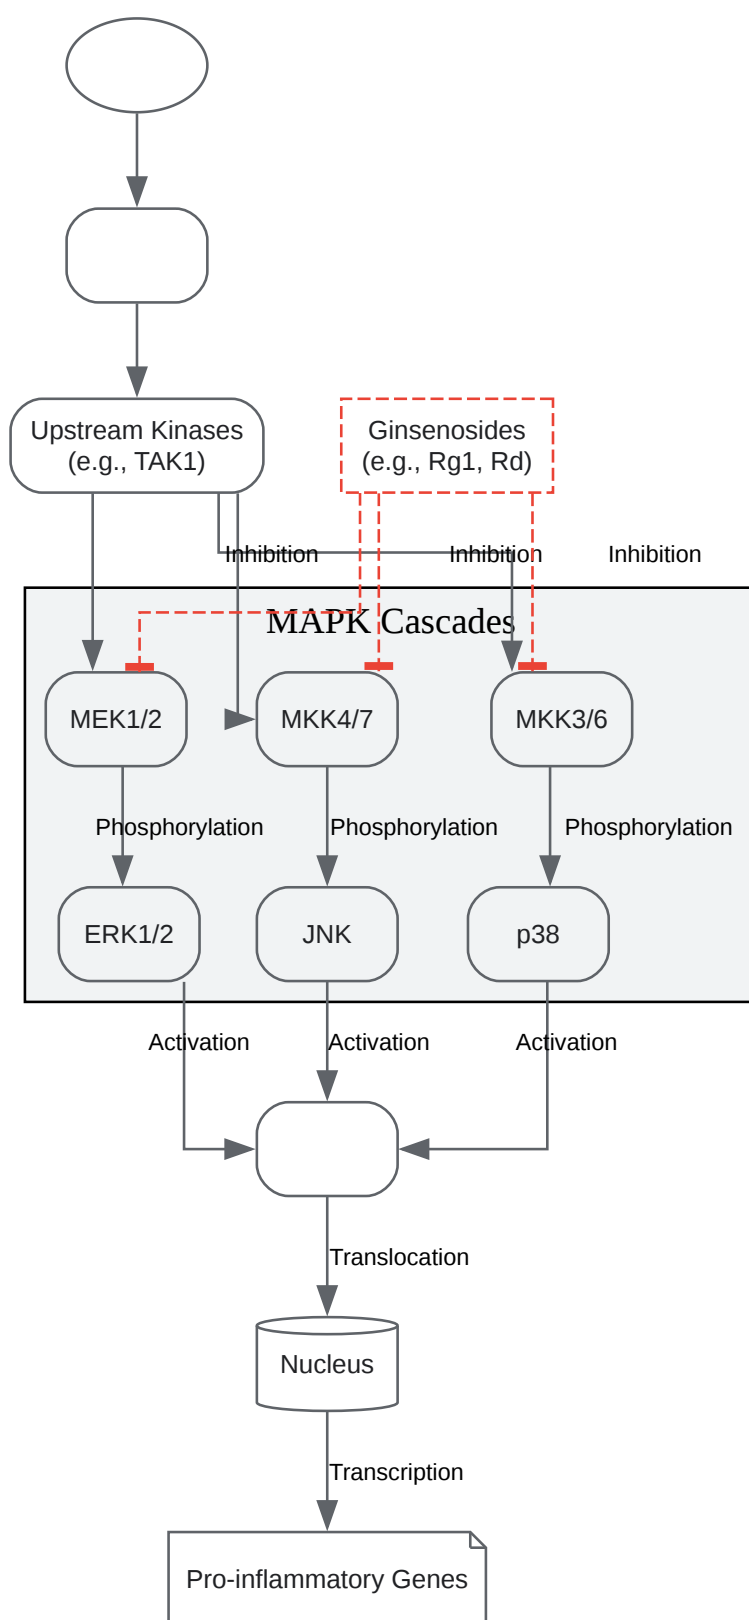 Upstream Kinases
(e.g., TAK1)
Ginsenosides
(e.g., Rg1, Rd)
Inhibition
Inhibition
Inhibition
MAPK Cascades
MEK1/2
MKK4/7
MKK3/6
Phosphorylation
Phosphorylation
Phosphorylation
ERK1/2
JNK
p38
Activation
Activation
Activation
Translocation
Nucleus
Transcription
Pro-inflammatory Genes